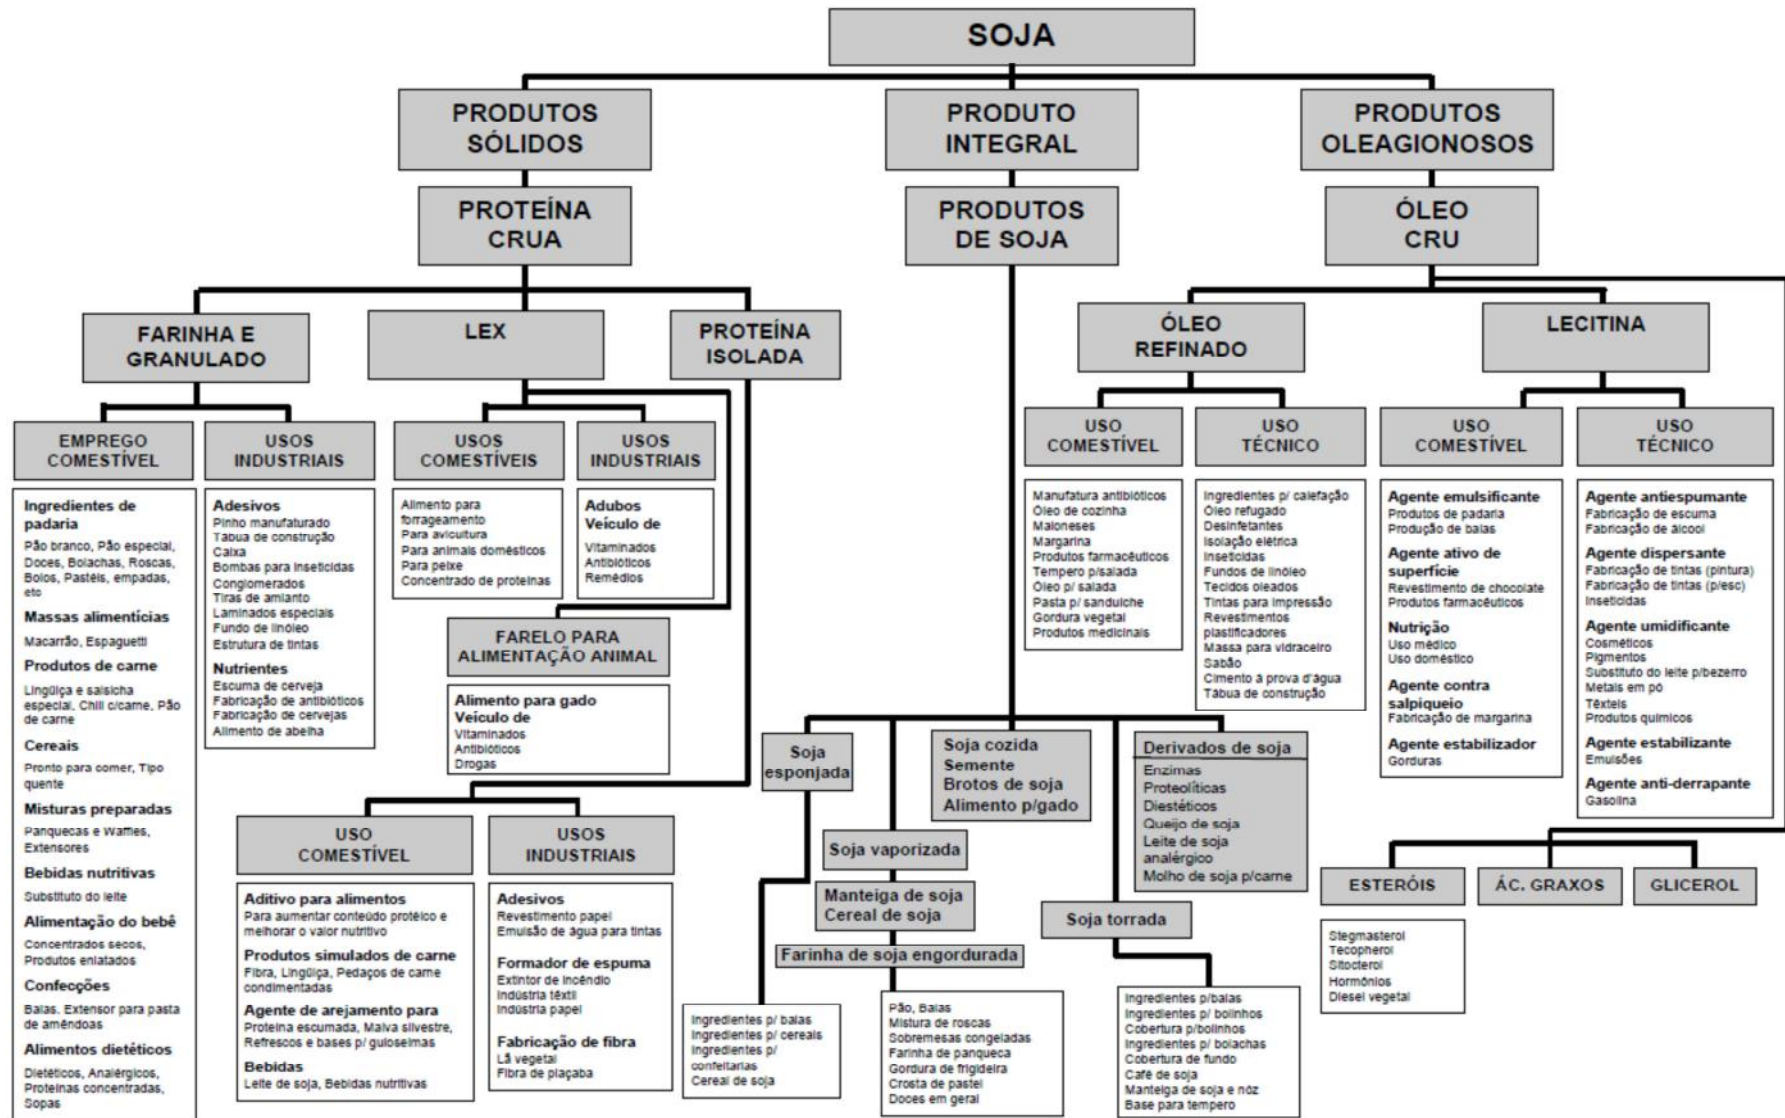 SOJA
PRODUTOS
SÓLIDOS
PRODUTO
INTEGRAL
PRODUTOS
OLEAGIONOSOS
PROTEÍNA
CRUA
PRODUTOS
DE SOJA
ÓLEO
CRU
FARINHA E
GRANULADO
LEX
PROTEÍNA
ISOLADA
ÓLEO
REFINADO
LECITINA
EMPREGO
COMESTÍVEL
USOS
INDUSTRIAIS
USOS
COMESTÍVEIS
USOS
INDUSTRIAIS
USO
COMESTÍVEL
USO
TÉCNICO
USO
COMESTÍVEL
USO
TÉCNICO
Ingredientes de
padaria
Pão branco, Pão especial,
Doces, Bolachas, Roscas,
Bolos, Pastéis, empadas,
etc
Massas alimentícias
Macarrão, Espaguetti
Produtos de carne
Lingüiça e salsicha
especial, Chili c/carne, Pão
de carne
Cereais
Pronto para comer, Tipo
quente
Misturas preparadas
Panquecas e Waffles,
Extensores
Bebidas nutritivas
Substituto do leite
Alimentação do bebê
Concentrados secos,
Produtos enlatados
Confecções
Balas, Extensor para pasta
de amêndoas
Alimentos dietéticos
Dietéticos, Analérgicos,
Proteínas concentradas,
Sopas
Adesivos
Pinho manufaturado
Tábua de construção
Caixa
Bombas para inseticidas
Conglomerados
Tiras de amianto
Laminados especiais
Fundo de linóleo
Estrutura de tintas
Nutrientes
Escuma de cerveja
Fabricação de antibióticos
Fabricação de cervejas
Alimento de abelha
Alimento para
forrageamento
Para avicultura
Para animais domésticos
Para peixe
Concentrado de proteínas
Adubos
Veículo de
Vitaminados
Antibióticos
Remédios
FARELO PARA
ALIMENTAÇÃO ANIMAL
Alimento para gado
Veículo de
Vitaminados
Antibióticos
Drogas
USO
COMESTÍVEL
USOS
INDUSTRIAIS
Aditivo para alimentos
Para aumentar conteúdo protéico e
melhorar o valor nutritivo
Produtos simulados de carne
Fibra, Lingüiça, Pedaços de carne
condimentadas
Agente de arejamento para
Proteína escumada, Malva silvestre,
Refrescos e bases p/ guloseimas
Bebidas
Leite de soja, Bebidas nutritivas
Adesivos
Revestimento papel
Emulsão de água para tintas
Formador de espuma
Extintor de incêndio
Indústria têxtil
Indústria papel
Fabricação de fibra
Lã vegetal
Fibra de piaçaba
Soja
esponjada
Ingredientes p/ balas
Ingredientes p/ cereais
Ingredientes p/
confeitarias
Cereal de soja
Soja vaporizada
Manteiga de soja
Cereal de soja
Farinha de soja engordurada
Pão, Balas
Mistura de roscas
Sobremesas congeladas
Farinha de panqueca
Gordura de frigideira
Crosta de pastel
Doces em geral
Soja cozida
Semente
Brotos de soja
Alimento p/gado
Soja torrada
Ingredientes p/balas
Ingredientes p/ bolinhos
Cobertura p/bolinhos
Ingredientes p/ bolachas
Cobertura de fundo
Café de soja
Manteiga de soja e nóz
Base para tempero
Derivados de soja
Enzimas
Proteolíticas
Diestéticos
Queijo de soja
Leite de soja
analérgico
Molho de soja p/carne
Manufatura antibióticos
Óleo de cozinha
Maioneses
Margarina
Produtos farmacêuticos
Tempero p/salada
Óleo p/ salada
Pasta p/ sanduiche
Gordura vegetal
Produtos medicinais
Ingredientes p/ calefação
Óleo refugado
Desinfetantes
Isolação elétrica
Inseticidas
Fundos de linóleo
Tecidos oleados
Tintas para impressão
Revestimentos
plastificadores
Massa para vidraceiro
Sabão
Cimento à prova d'água
Tábua de construção
Agente emulsificante
Produtos de padaria
Produção de balas
Agente ativo de
superfície
Revestimento de chocolate
Produtos farmacêuticos
Nutrição
Uso médico
Uso doméstico
Agente contra
salpiqueio
Fabricação de margarina
Agente estabilizador
Gorduras
Agente antiespumante
Fabricação de escuma
Fabricação de álcool
Agente dispersante
Fabricação de tintas (pintura)
Fabricação de tintas (p/esc)
Inseticidas
Agente umidificante
Cosméticos
Pigmentos
Substituto do leite p/bezerro
Metais em pó
Têxteis
Produtos químicos
Agente estabilizante
Emulsões
Agente anti-derrapante
Gasolina
ESTERÓIS
ÁC. GRAXOS
GLICEROL
Stegmasterol
Tecopherol
Sitocterol
Hormônios
Diesel vegetal